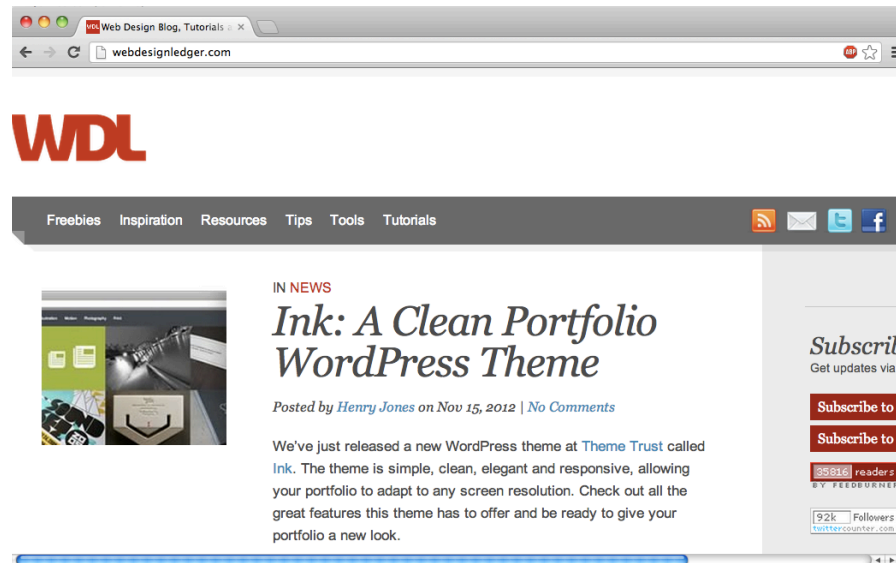 WDL Web Design Blog, Tutorials a
webdesignledger.com
ABP
WDL
Freebies Inspiration Resources Tips Tools Tutorials
IN NEWS
Ink: A Clean Portfolio
WordPress Theme
Posted by Henry Jones on Nov 15, 2012 | No Comments
We've just released a new WordPress theme at Theme Trust called
Ink. The theme is simple, clean, elegant and responsive, allowing
your portfolio to adapt to any screen resolution. Check out all the
great features this theme has to offer and be ready to give your
portfolio a new look.
Subscrib
Get updates via
Subscribe to
Subscribe to
35816 readers
BY FEEDBURNER
92k Followers
twittercounter.com